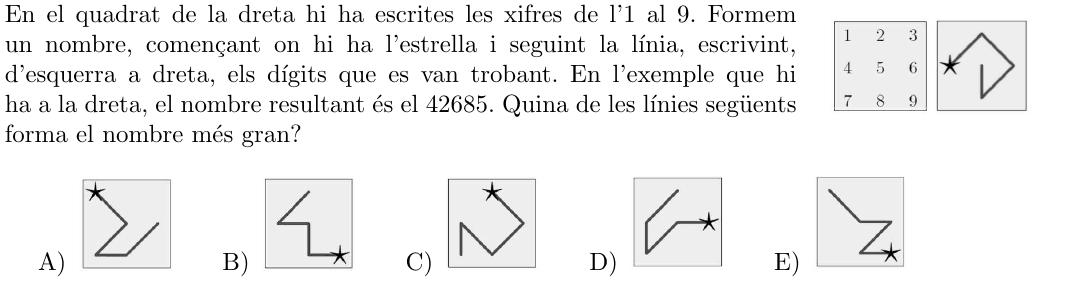 En el quadrat de la dreta hi ha escrites les xifres de l'1 al 9. Formem
un nombre, començant on hi ha l'estrella i seguint la línia, escrivint,
d'esquerra a dreta, els dígits que es van trobant. En l'exemple que hi
ha a la dreta, el nombre resultant és el 42685. Quina de les línies següents
forma el nombre més gran?
1 2 3
4 5 6
7 8 9
A) B) C) D) E)